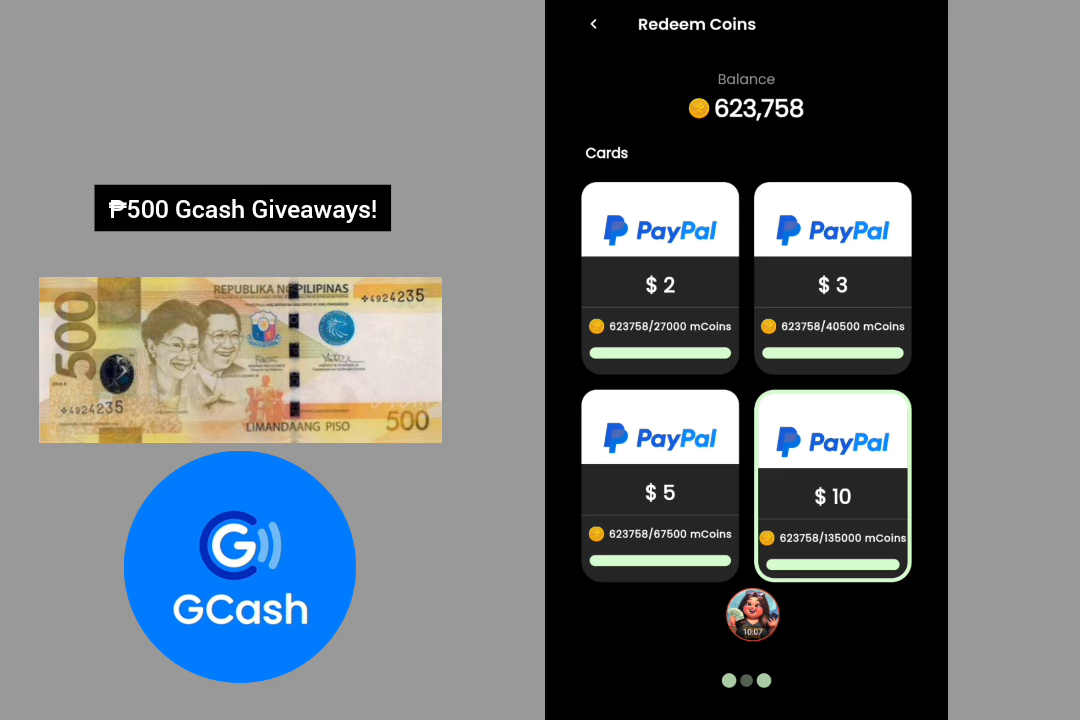 ₱500 Gcash Giveaways!
REPUBLIKA NG PILIPINAS
4924235
500
4924235
LIMANDAANG PISO
500
G
GCash
Redeem Coins
Balance
623,758
Cards
PayPal
$ 2
623758/27000 mCoins
PayPal
$ 3
623758/40500 mCoins
PayPal
$ 5
623758/67500 mCoins
PayPal
$ 10
623758/135000 mCoins
10:07